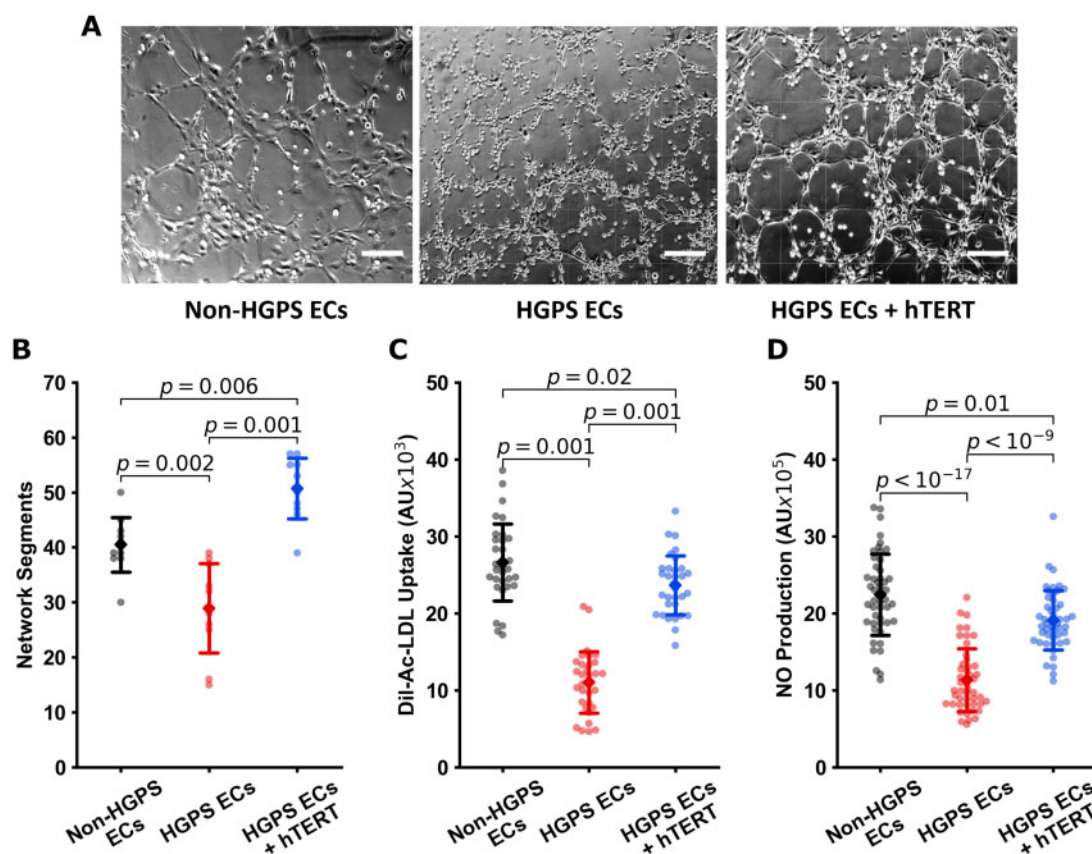 A
Non-HGPS ECs
HGPS ECs
HGPS ECs + hTERT
B
Network Segments
70
60
50
40
30
20
10
0
p = 0.006
p = 0.001
p = 0.002
Non-HGPS
ECs
HGPS ECs
HGPS ECs
+ hTERT
C
Dil-Ac-LDL Uptake (AUx10³)
50
40
30
20
10
0
p = 0.02
p = 0.001
p = 0.001
Non-HGPS
ECs
HGPS ECs
HGPS ECs
+ hTERT
D
NO Production (AUx10⁵)
50
40
30
20
10
0
p = 0.01
p < 10⁻⁹
p < 10⁻¹⁷
Non-HGPS
ECs
HGPS ECs
HGPS ECs
+ hTERT